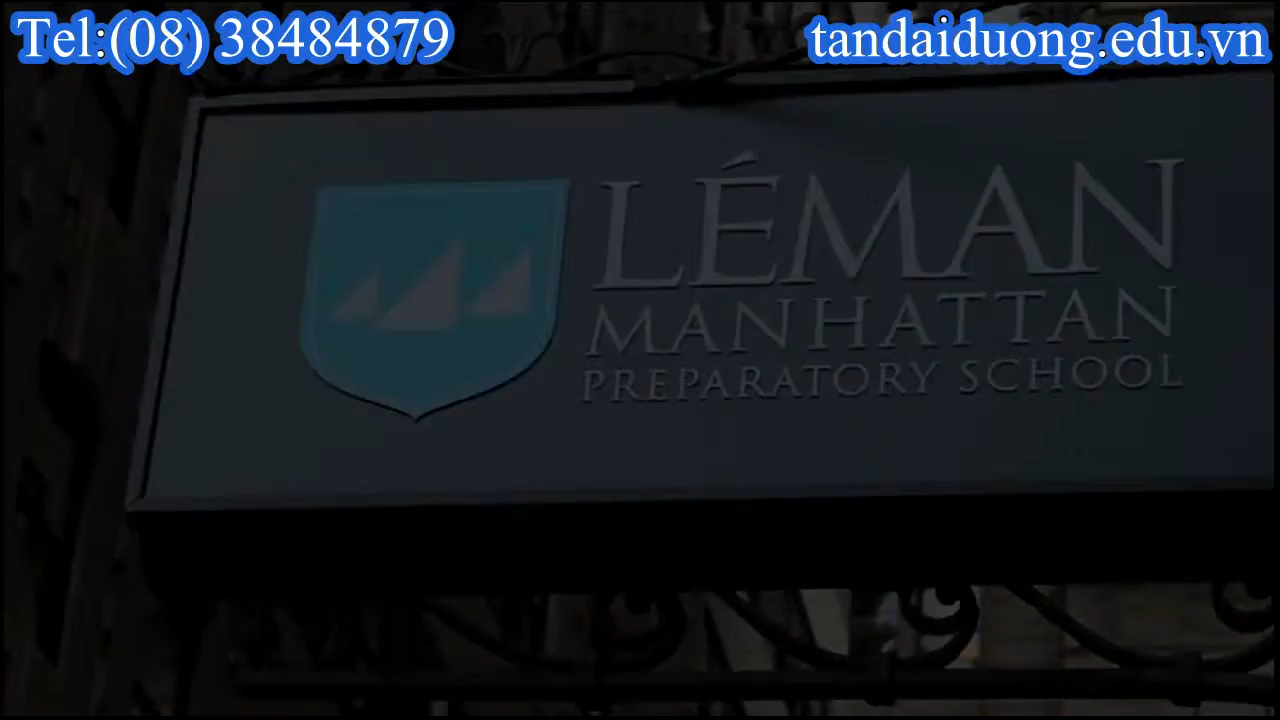 Tel:(08) 38484879
tandaiduong.edu.vn
LÉMAN
MANHATTAN
PREPARATORY SCHOOL